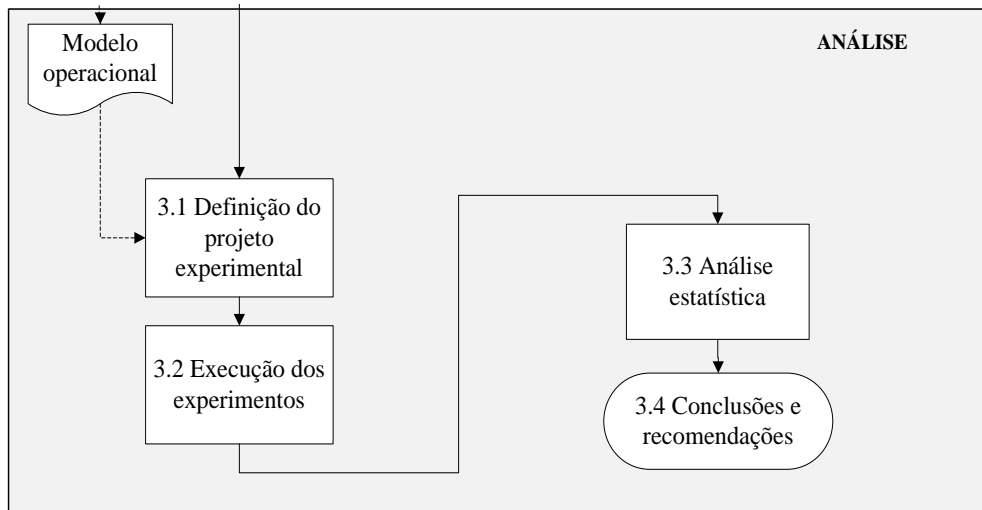 Modelo
operacional
ANÁLISE
3.1 Definição do
projeto
experimental
3.2 Execução dos
experimentos
3.3 Análise
estatística
3.4 Conclusões e
recomendações